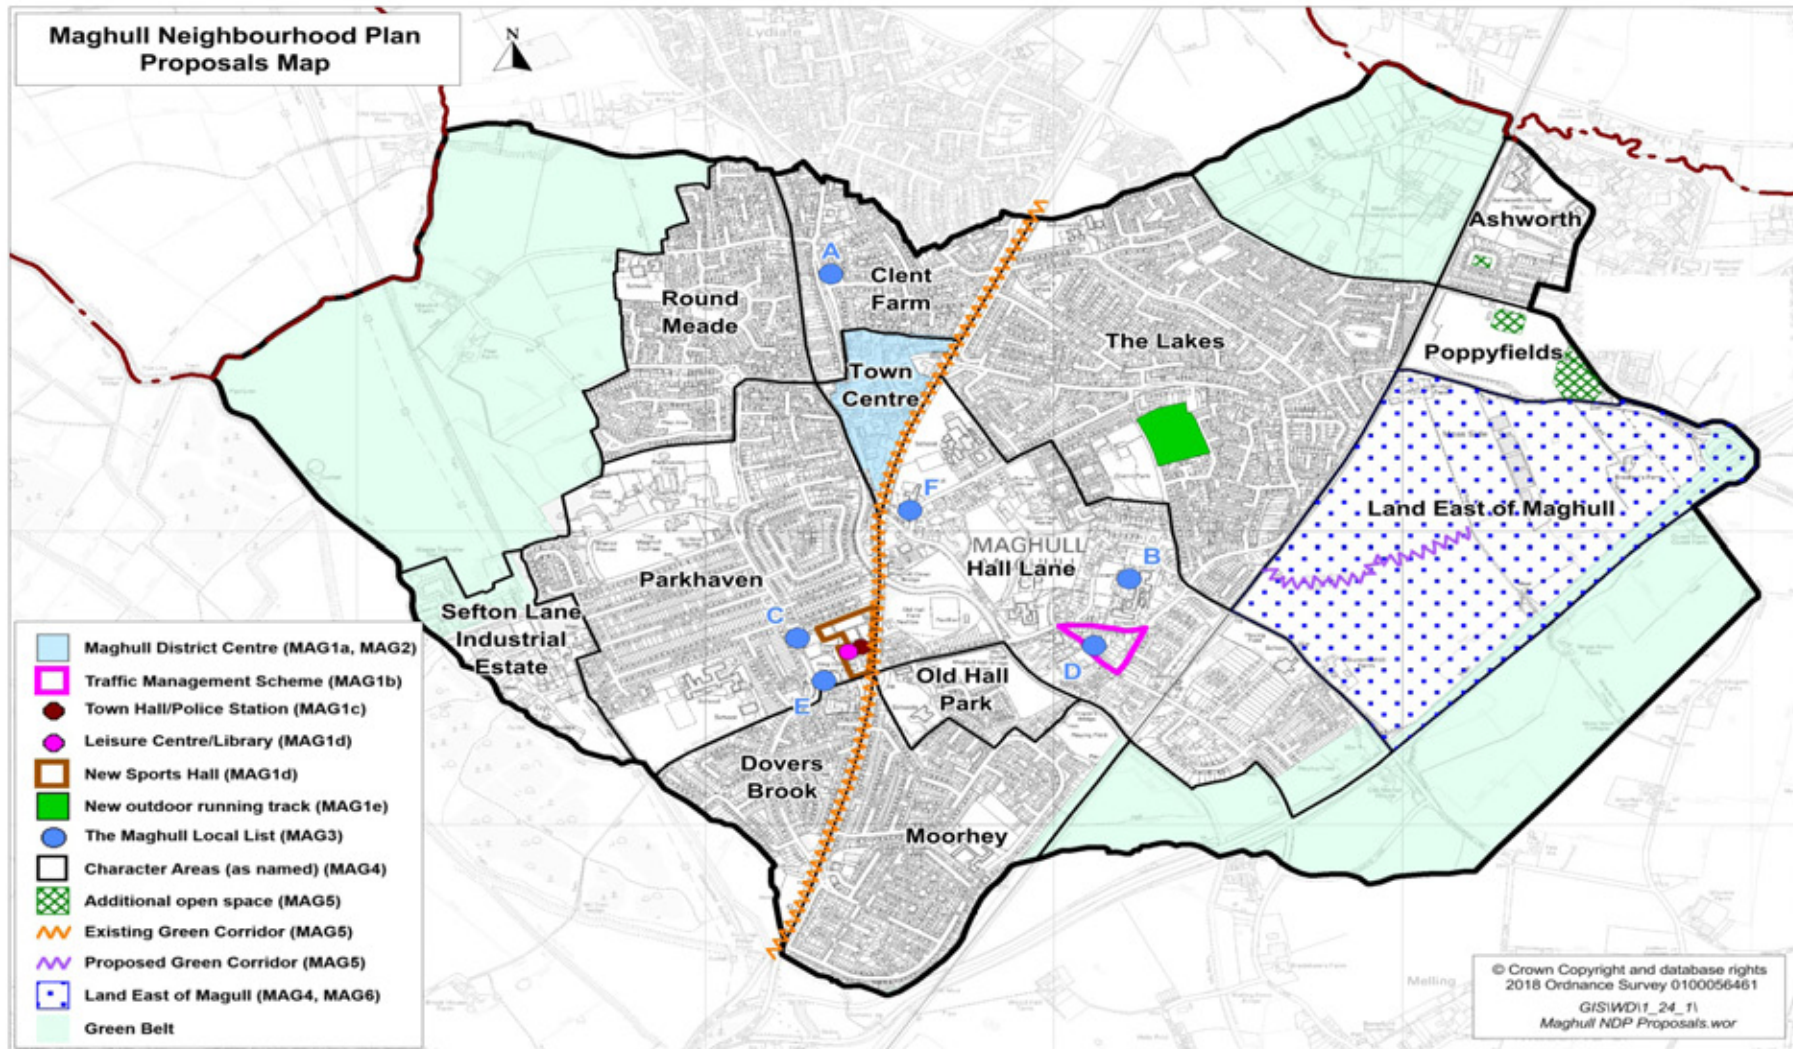 Maghull Neighbourhood Plan
Proposals Map
N
Lydiate
Ashworth
A
Clent
Farm
Round
Meade
The Lakes
Poppyfields
Town
Centre
School
F
Land East of Maghull
MAGHULL
Hall Lane
B
Parkhaven
C
Sefton Lane
Industrial
Estate
D
Old Hall
Park
E
Dovers
Brook
Moorhey
Melling
Maghull District Centre (MAG1a, MAG2)
Traffic Management Scheme (MAG1b)
Town Hall/Police Station (MAG1c)
Leisure Centre/Library (MAG1d)
New Sports Hall (MAG1d)
New outdoor running track (MAG1e)
The Maghull Local List (MAG3)
Character Areas (as named) (MAG4)
Additional open space (MAG5)
Existing Green Corridor (MAG5)
Proposed Green Corridor (MAG5)
Land East of Magull (MAG4, MAG6)
Green Belt
© Crown Copyright and database rights
2018 Ordnance Survey 0100056461
GIS\WD\1_24_1\
Maghull NDP Proposals.wor